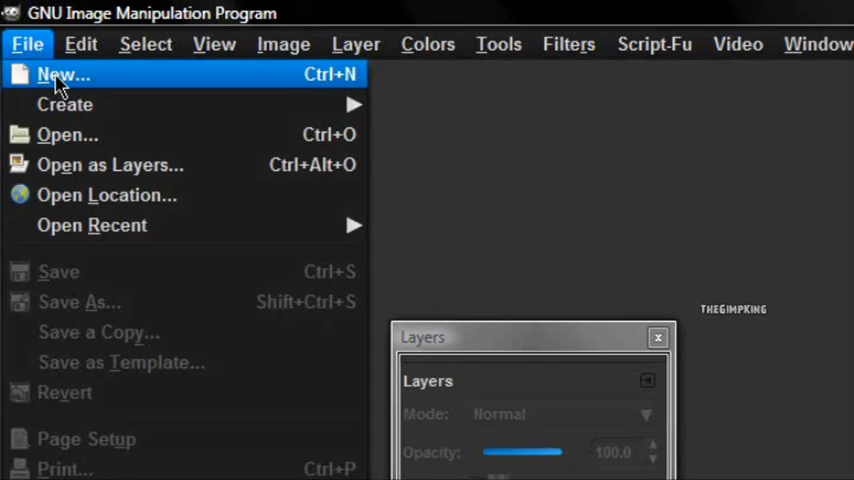 GNU Image Manipulation Program
File Edit Select View Image Layer Colors Tools Filters Script-Fu Video Window
New... Ctrl+N
Create
Open... Ctrl+O
Open as Layers... Ctrl+Alt+O
Open Location...
Open Recent
Save Ctrl+S
Save As... Shift+Ctrl+S
Save a Copy...
Save as Template...
Revert
Page Setup
Print... Ctrl+P
THEGIMPKING
Layers x
Layers
Mode: Normal
Opacity: 100.0